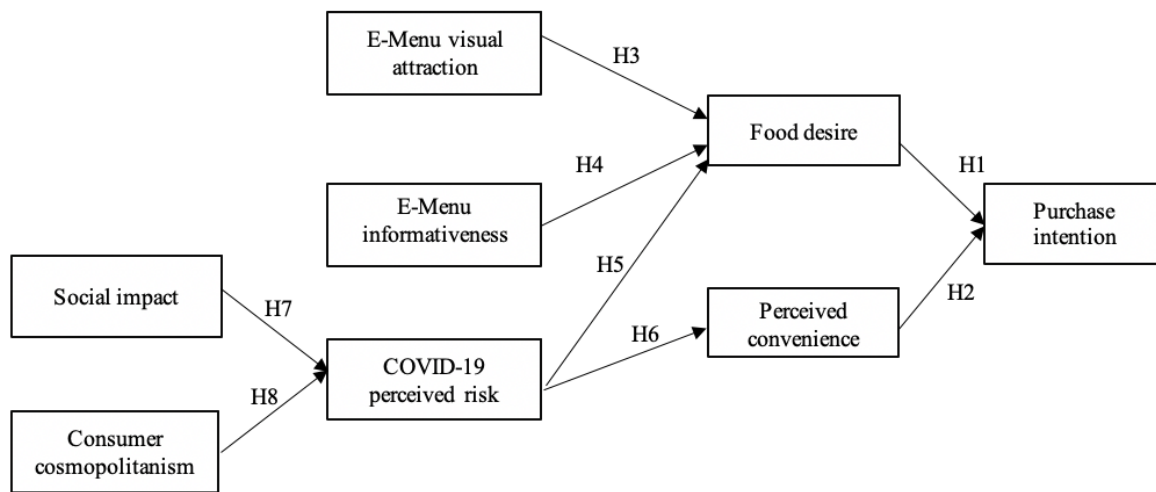 E-Menu visual
attraction
H3
Food desire
H4
H1
E-Menu
informativeness
Purchase
intention
H5
Social impact
H7
H2
Perceived
convenience
H6
COVID-19
perceived risk
H8
Consumer
cosmopolitanism